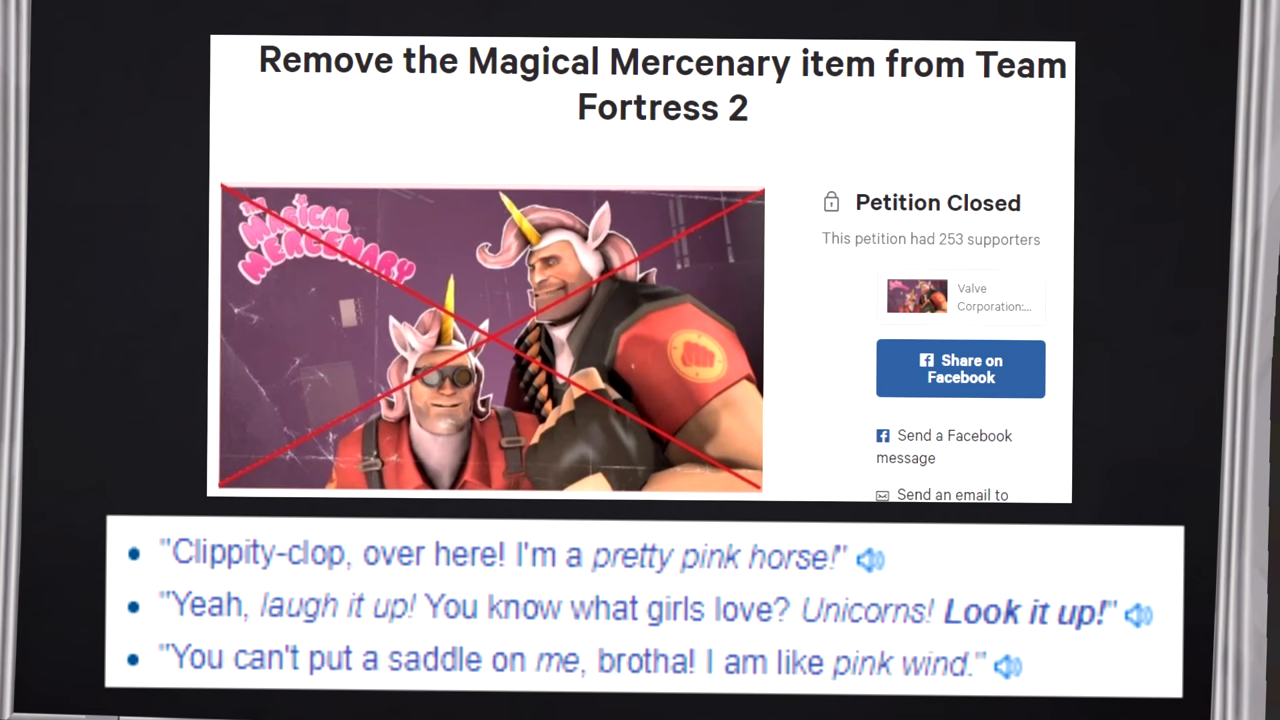 Remove the Magical Mercenary item from Team
Fortress 2
THE
MAGICAL
MERCENARY
Petition Closed
This petition had 253 supporters
Valve
Corporation:...
Share on
Facebook
Send a Facebook
message
Send an email to
"Clippity-clop, over here! I'm a pretty pink horse!"
"Yeah, laugh it up! You know what girls love? Unicorns! Look it up!"
"You can't put a saddle on me, brotha! I am like pink wind."